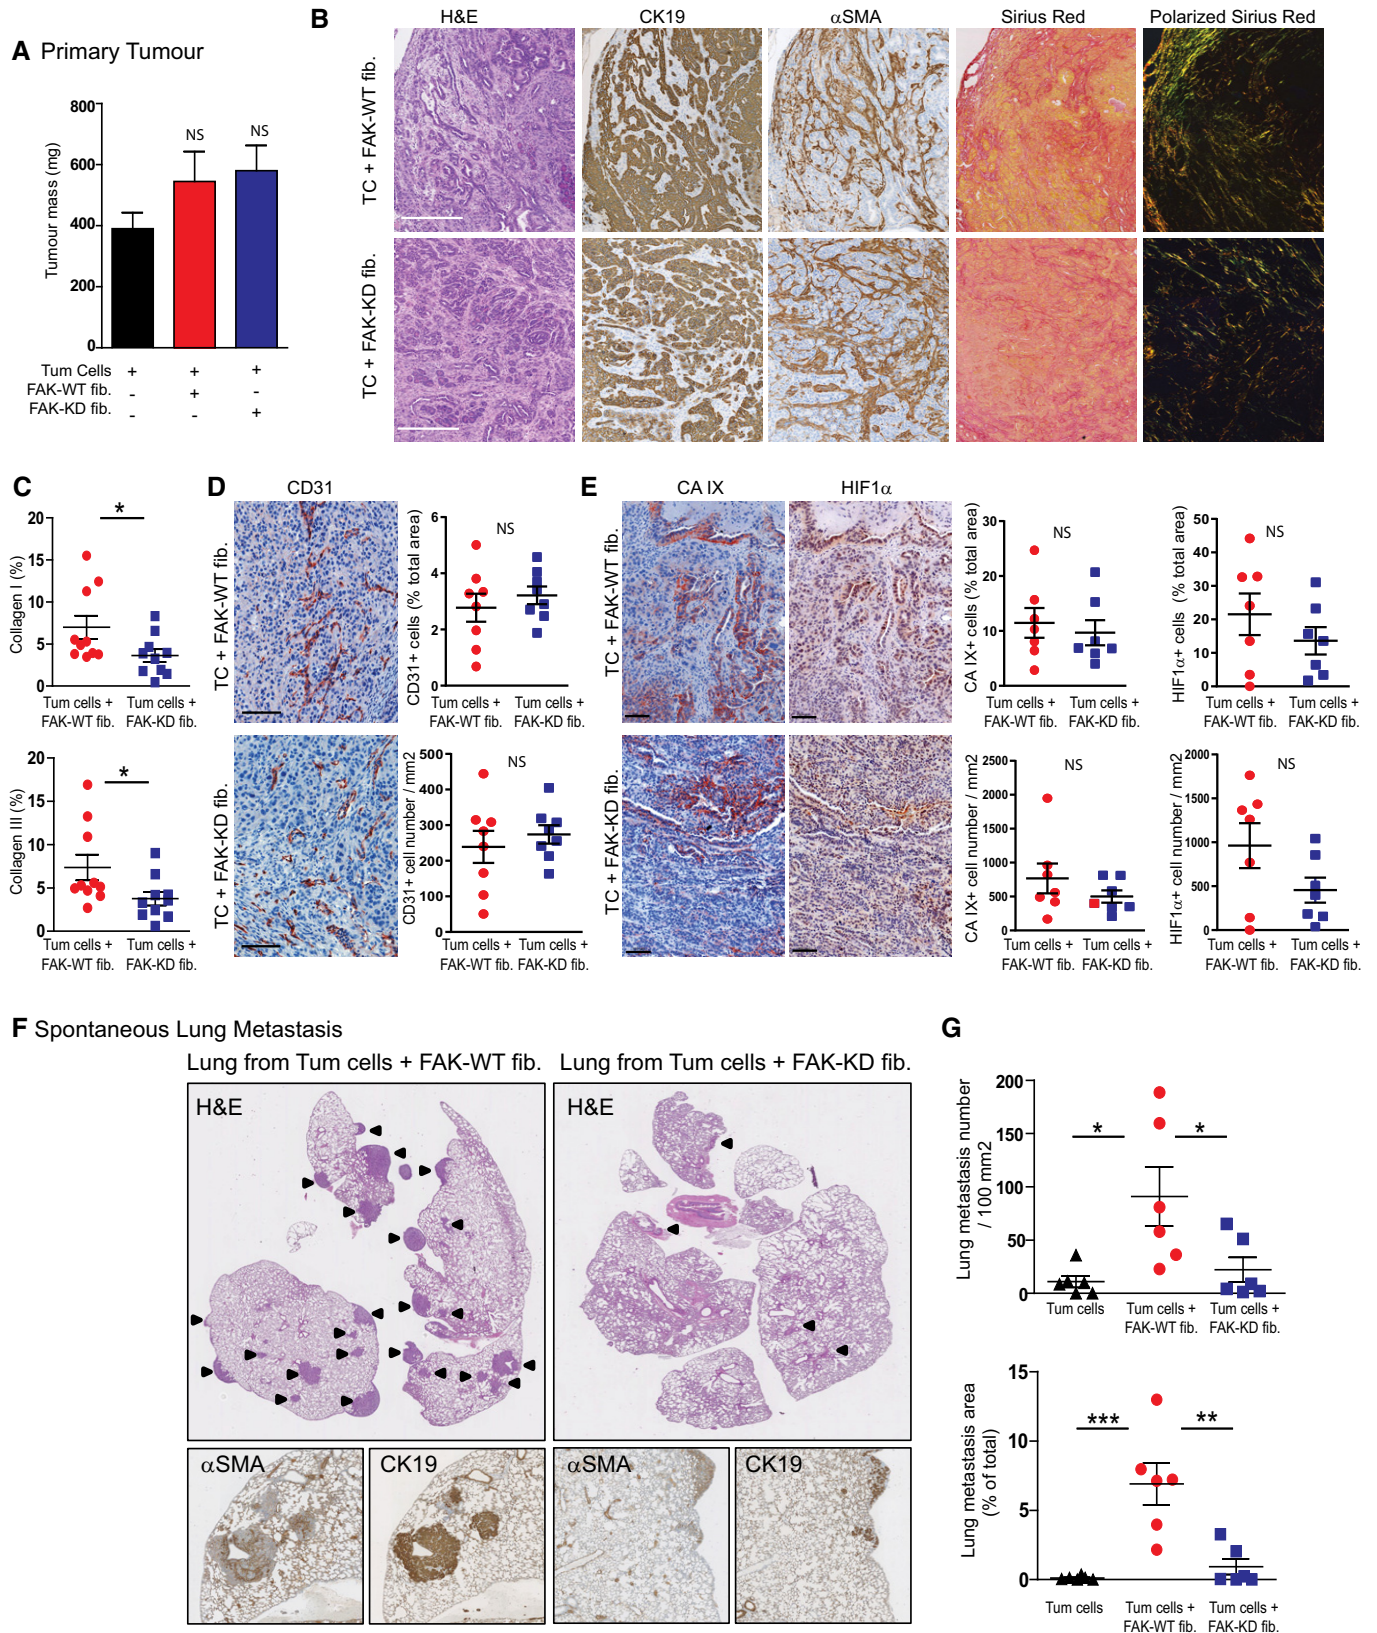 A Primary Tumour
800
600
400
200
0
Tumour mass (mg)
NS
NS
Tum Cells + + +
FAK-WT fib. - + -
FAK-KD fib. - - +
B
H&E CK19 αSMA Sirius Red Polarized Sirius Red
TC + FAK-WT fib.
TC + FAK-KD fib.
C
Collagen I (%)
20
15
10
5
0
*
Tum cells + Tum cells +
FAK-WT fib. FAK-KD fib.
Collagen III (%)
20
15
10
5
0
*
Tum cells + Tum cells +
FAK-WT fib. FAK-KD fib.
D
CD31
TC + FAK-WT fib.
TC + FAK-KD fib.
CD31+ cells (% total area)
6
4
2
0
NS
Tum cells + Tum cells +
FAK-WT fib. FAK-KD fib.
CD31+ cell number / mm2
500
400
300
200
100
0
NS
Tum cells + Tum cells +
FAK-WT fib. FAK-KD fib.
E
CA IX HIF1α
TC + FAK-WT fib.
TC + FAK-KD fib.
CA IX+ cells (% total area)
30
20
10
0
NS
Tum cells + Tum cells +
FAK-WT fib. FAK-KD fib.
HIF1α+ cells (% total area)
50
40
30
20
10
0
NS
Tum cells + Tum cells +
FAK-WT fib. FAK-KD fib.
CA IX+ cell number / mm2
2500
2000
1500
1000
500
0
NS
Tum cells + Tum cells +
FAK-WT fib. FAK-KD fib.
HIF1α+ cell number / mm2
2000
1500
1000
500
0
NS
Tum cells + Tum cells +
FAK-WT fib. FAK-KD fib.
F Spontaneous Lung Metastasis
Lung from Tum cells + FAK-WT fib. Lung from Tum cells + FAK-KD fib.
H&E H&E
αSMA CK19 αSMA CK19
G
Lung metastasis number
/ 100 mm2
200
150
100
50
0
* *
Tum cells Tum cells + Tum cells +
FAK-WT fib. FAK-KD fib.
Lung metastasis area
(% of total)
15
10
5
0
*** **
Tum cells Tum cells + Tum cells +
FAK-WT fib. FAK-KD fib.